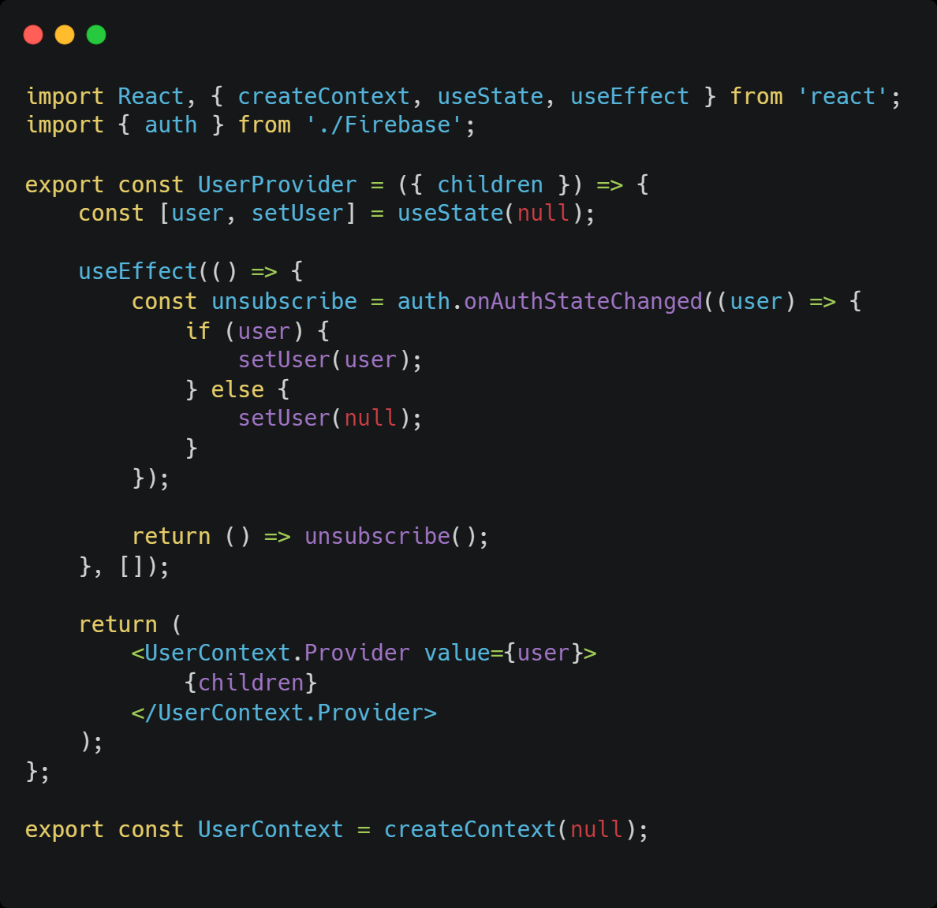 import React, { createContext, useState, useEffect } from 'react';
import { auth } from './Firebase';
export const UserProvider = ({ children }) => {
    const [user, setUser] = useState(null);
    useEffect(() => {
        const unsubscribe = auth.onAuthStateChanged((user) => {
            if (user) {
                setUser(user);
            } else {
                setUser(null);
            }
        });
        return () => unsubscribe();
    }, []);
    return (
        <UserContext.Provider value={user}>
            {children}
        </UserContext.Provider>
    );
};
export const UserContext = createContext(null);